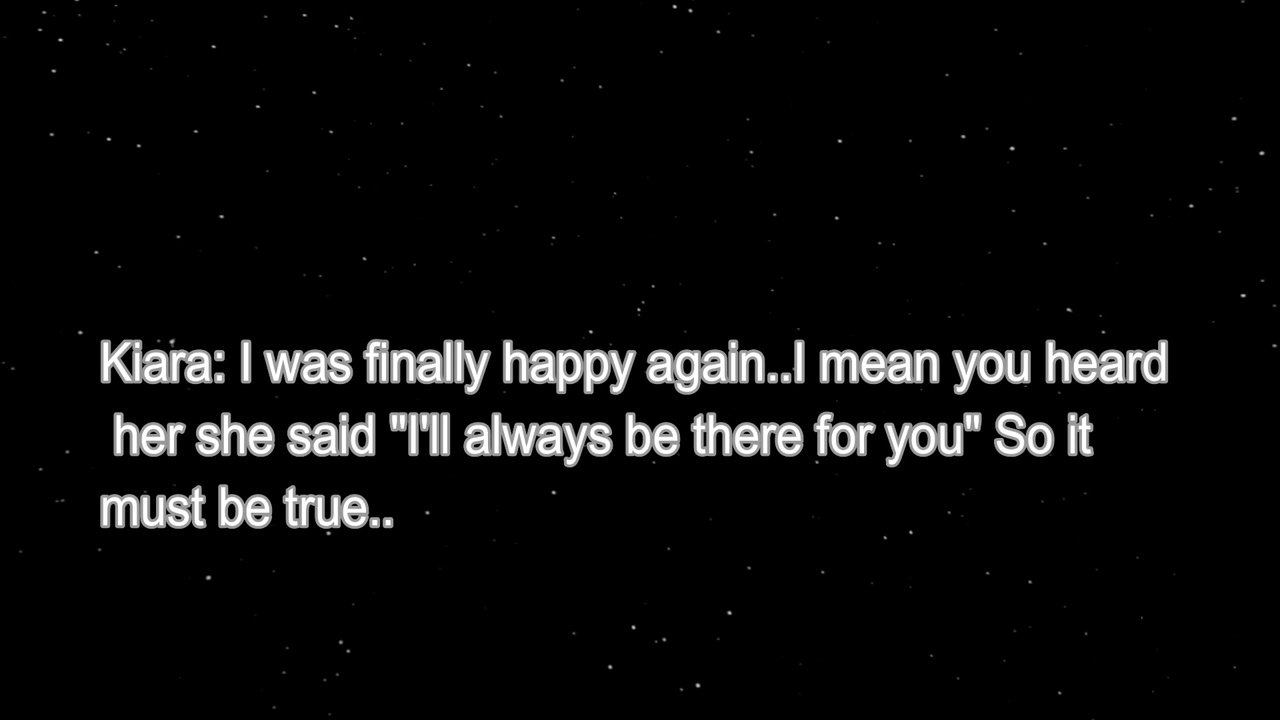 Kiara: I was finally happy again..I mean you heard
her she said "I'll always be there for you" So it
must be true..